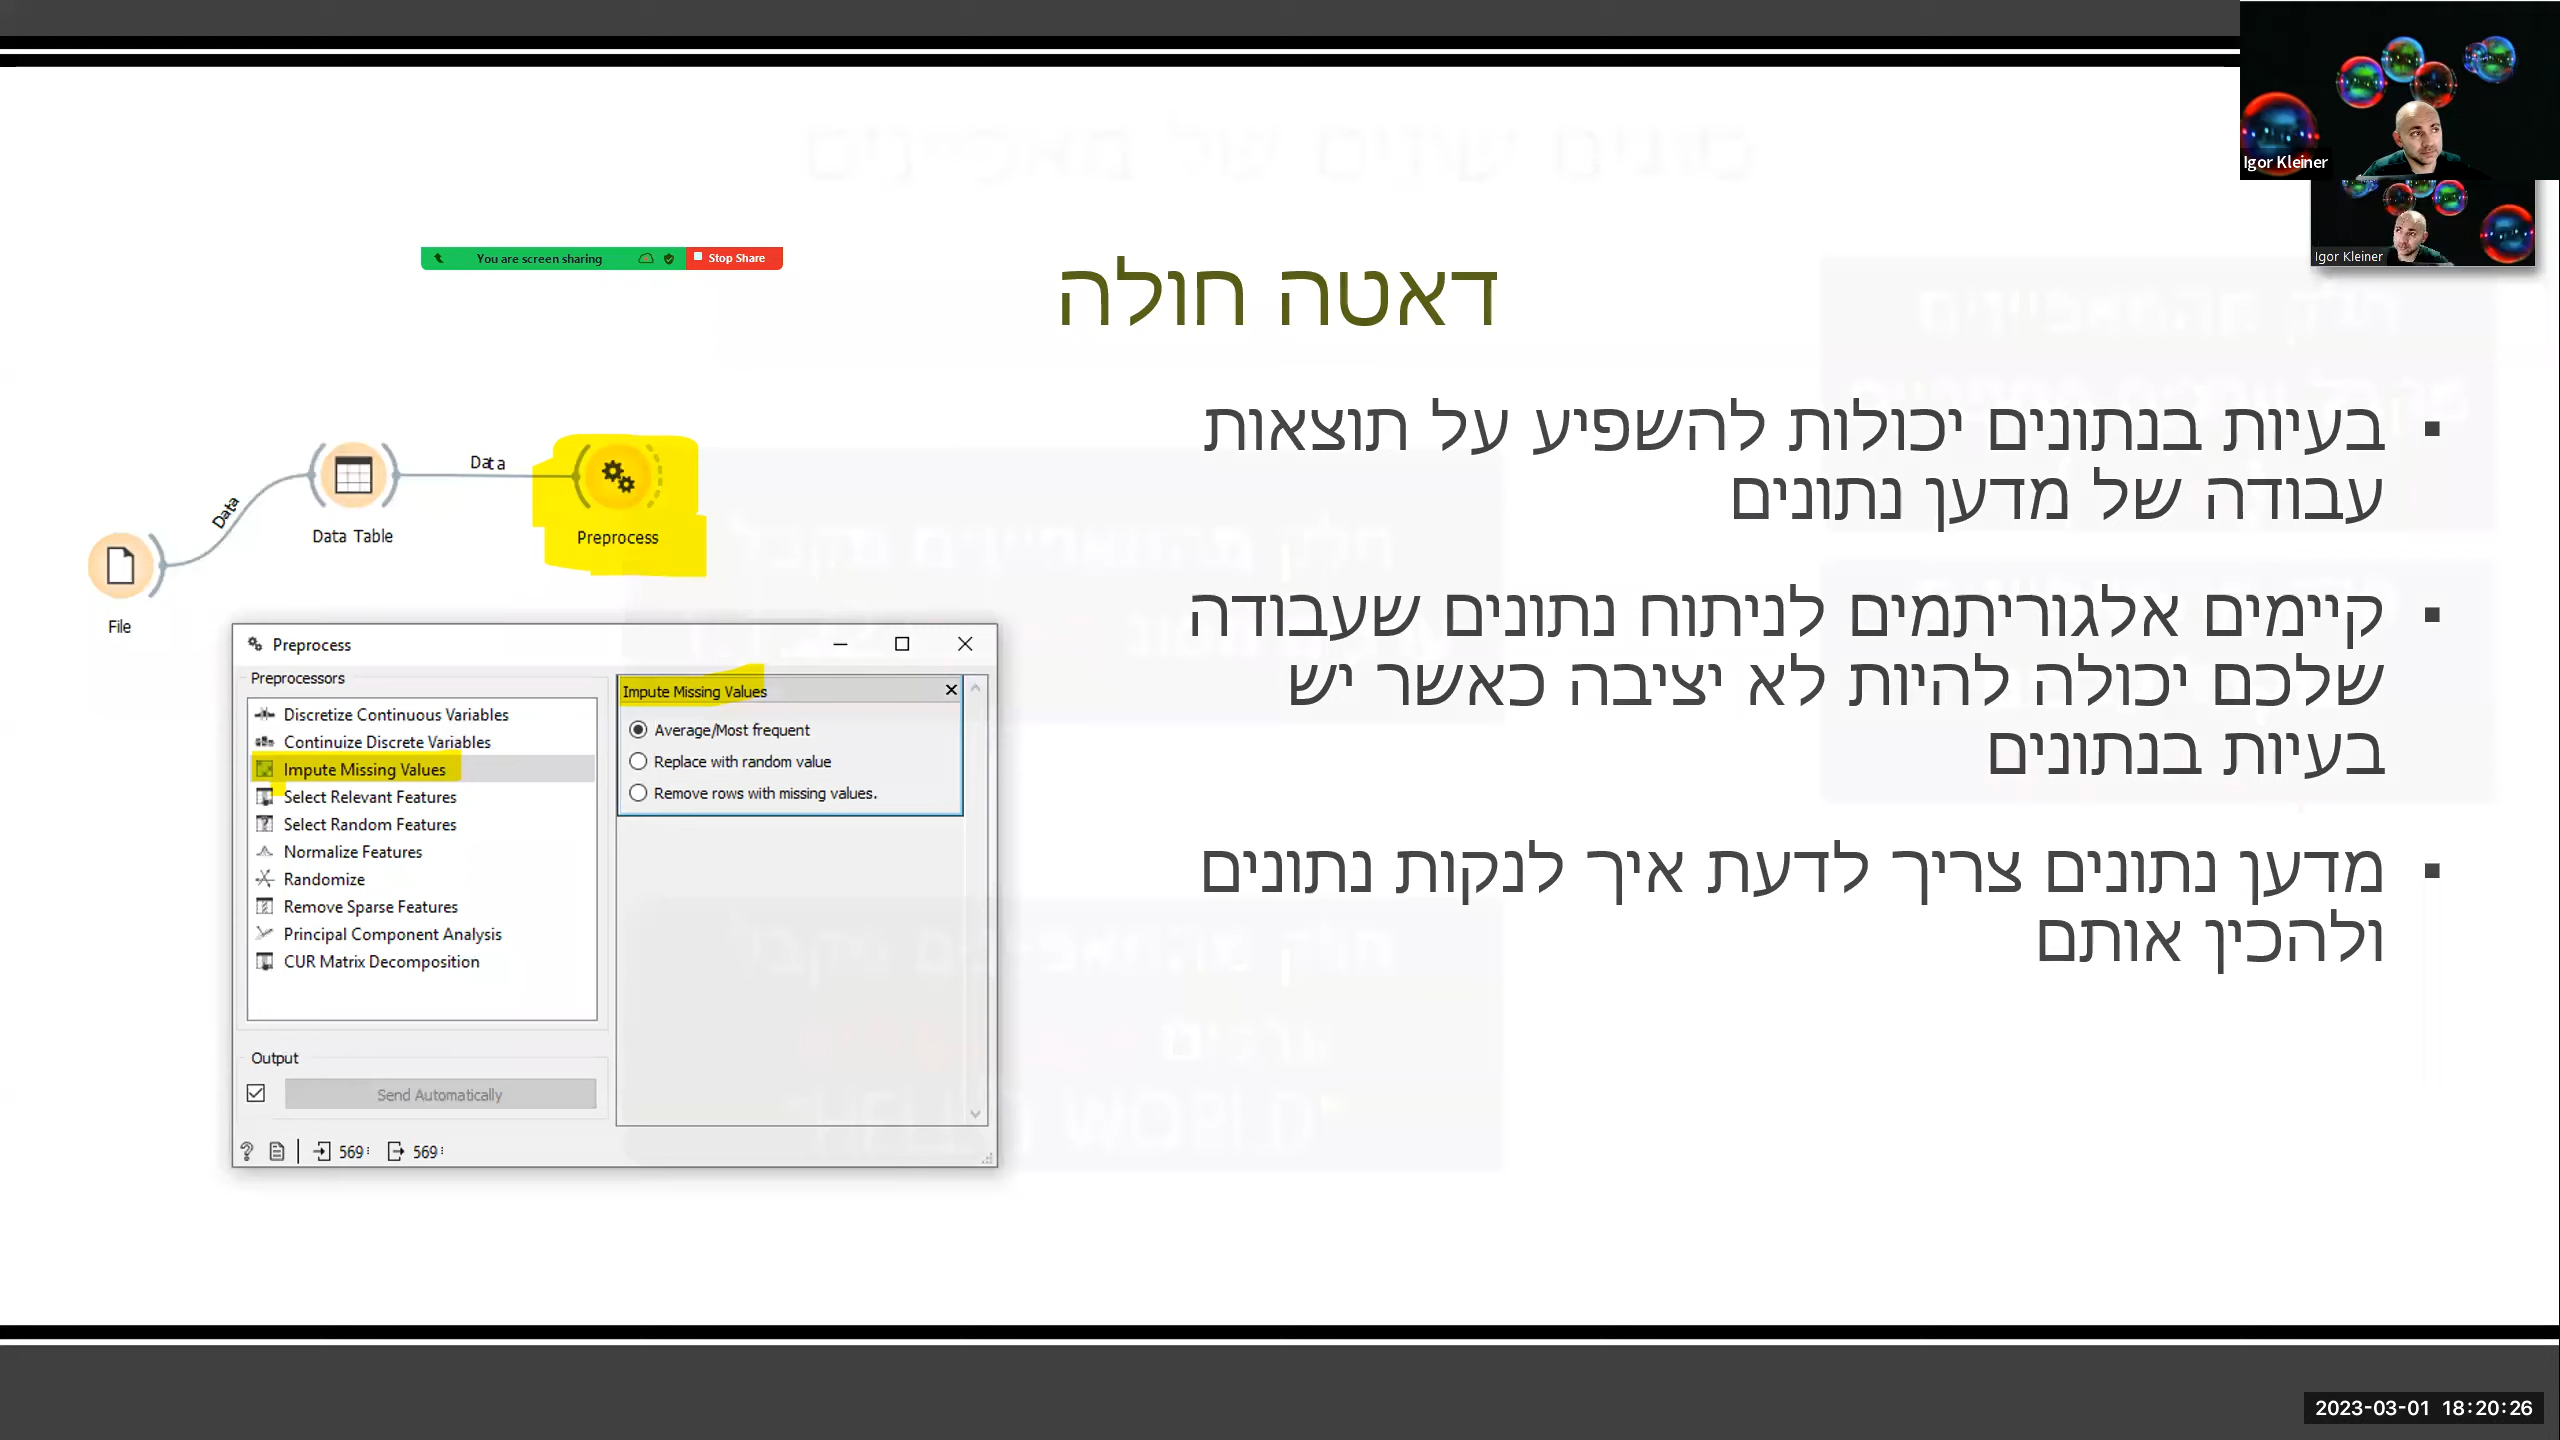 Igor Kleiner
Igor Kleiner
You are screen sharing
Stop Share
דאטה חולה
בעיות בנתונים יכולות להשפיע על תוצאות
עבודה של מדען נתונים
קיימים אלגוריתמים לניתוח נתונים שעבודה
שלכם יכולה להיות לא יציבה כאשר יש
בעיות בנתונים
מדען נתונים צריך לדעת איך לנקות נתונים
ולהכין אותם
Data
Data
File
Data Table
Preprocess
Preprocess
Preprocessors
Discretize Continuous Variables
Continuize Discrete Variables
Impute Missing Values
Select Relevant Features
Select Random Features
Normalize Features
Randomize
Remove Sparse Features
Principal Component Analysis
CUR Matrix Decomposition
Impute Missing Values
Average/Most frequent
Replace with random value
Remove rows with missing values.
Output
Send Automatically
569
569
2023-03-01 18:20:26